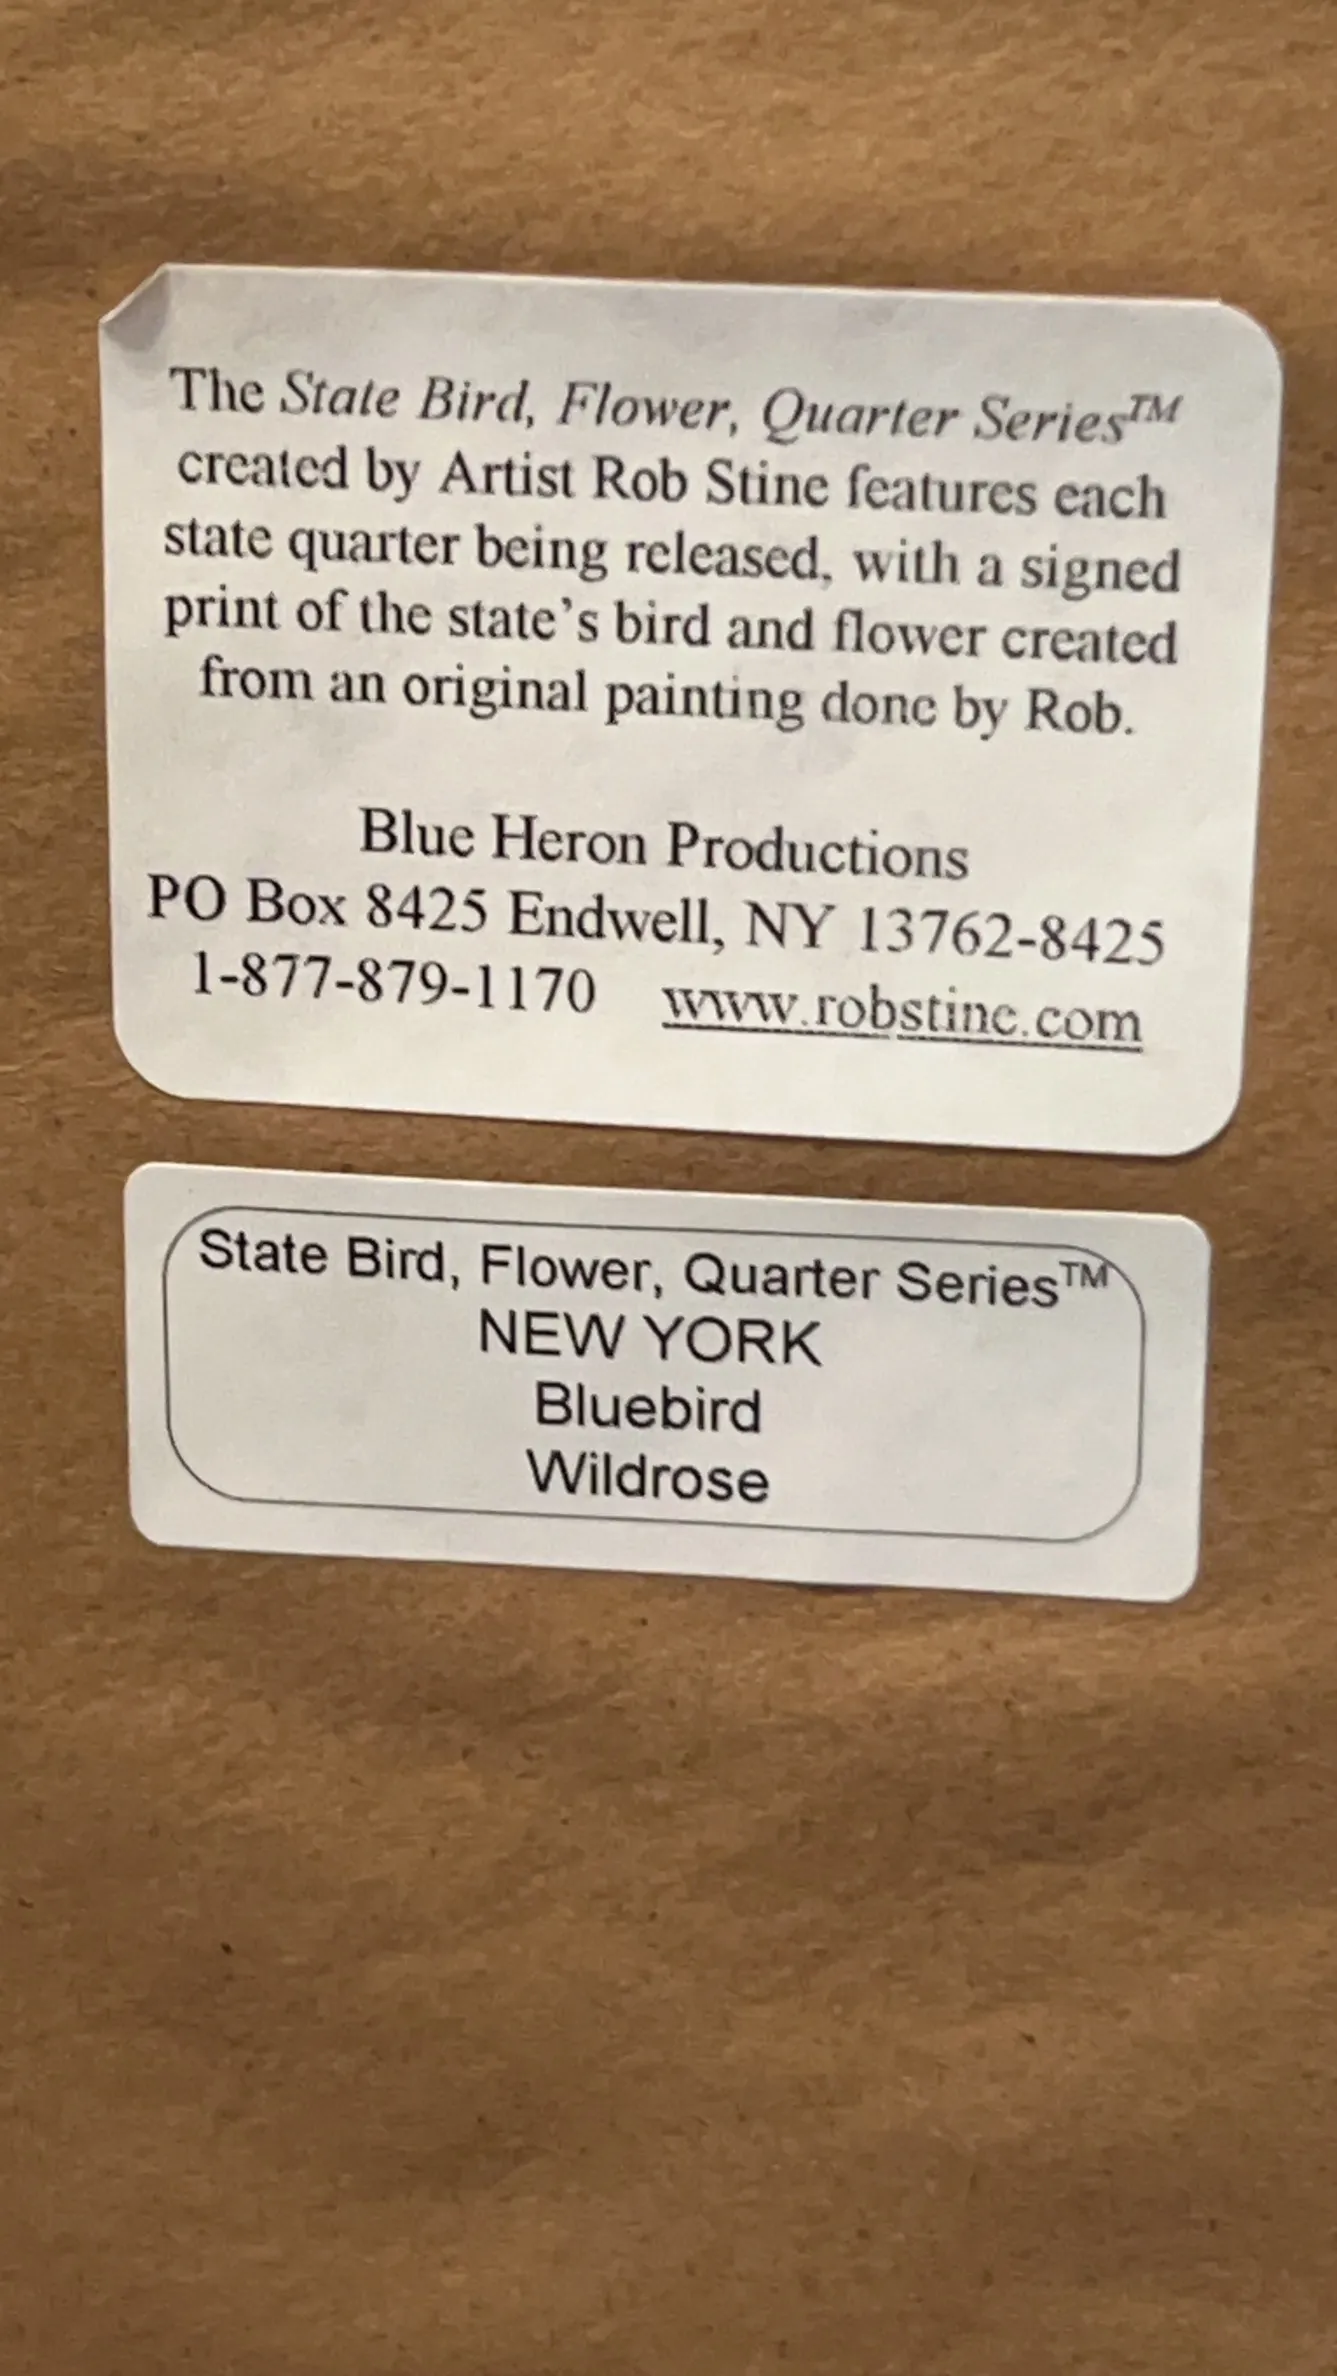 The State Bird, Flower, Quarter Series™
created by Artist Rob Stine features each
state quarter being released, with a signed
print of the state's bird and flower created
from an original painting done by Rob.
Blue Heron Productions
PO Box 8425 Endwell, NY 13762-8425
1-877-879-1170 www.robstine.com
State Bird, Flower, Quarter Series™
NEW YORK
Bluebird
Wildrose